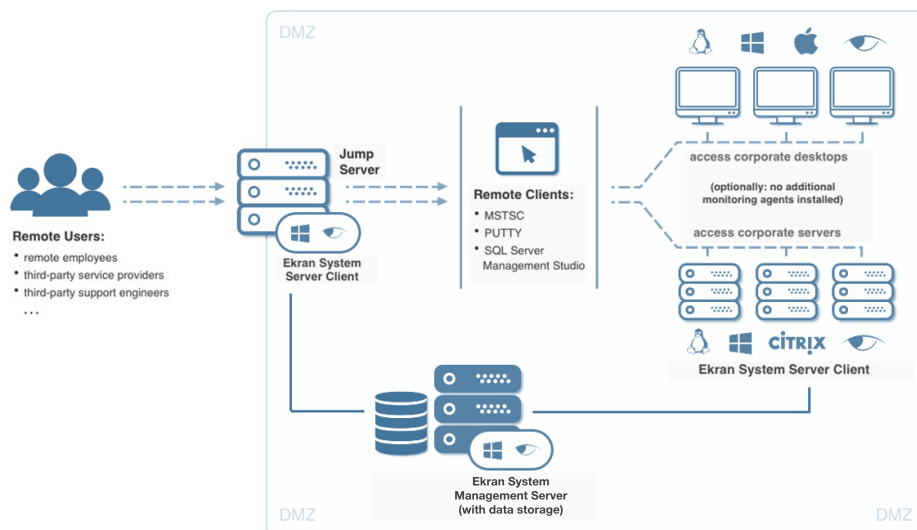 DMZ
Jump
Server
Remote Users:
• remote employees
• third-party service providers
• third-party support engineers
...
Ekran System
Server Client
Remote Clients:
• MSTSC
• PUTTY
• SQL Server
Management Studio
access corporate desktops
(optionally: no additional
monitoring agents installed)
access corporate servers
CİTRIX
Ekran System Server Client
Ekran System
Management Server
(with data storage)
DMZ
DMZ